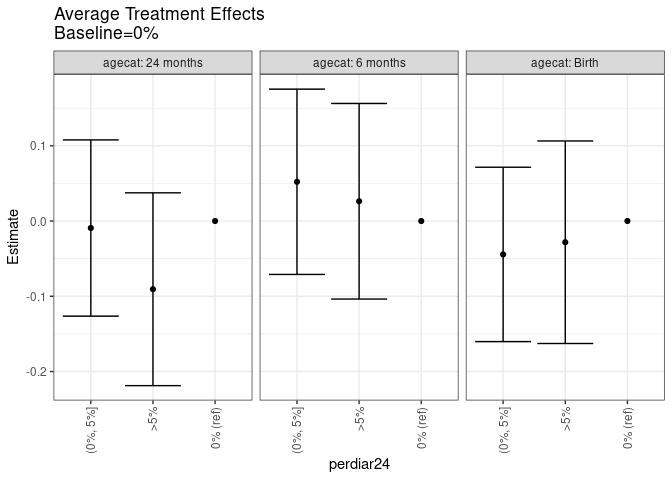 Average Treatment Effects
Baseline=0%
agecat: 24 months
agecat: 6 months
agecat: Birth
Estimate
0.1
0.0
-0.1
-0.2
(0%, 5%]
>5%
0% (ref)
(0%, 5%]
>5%
0% (ref)
(0%, 5%]
>5%
0% (ref)
perdiar24